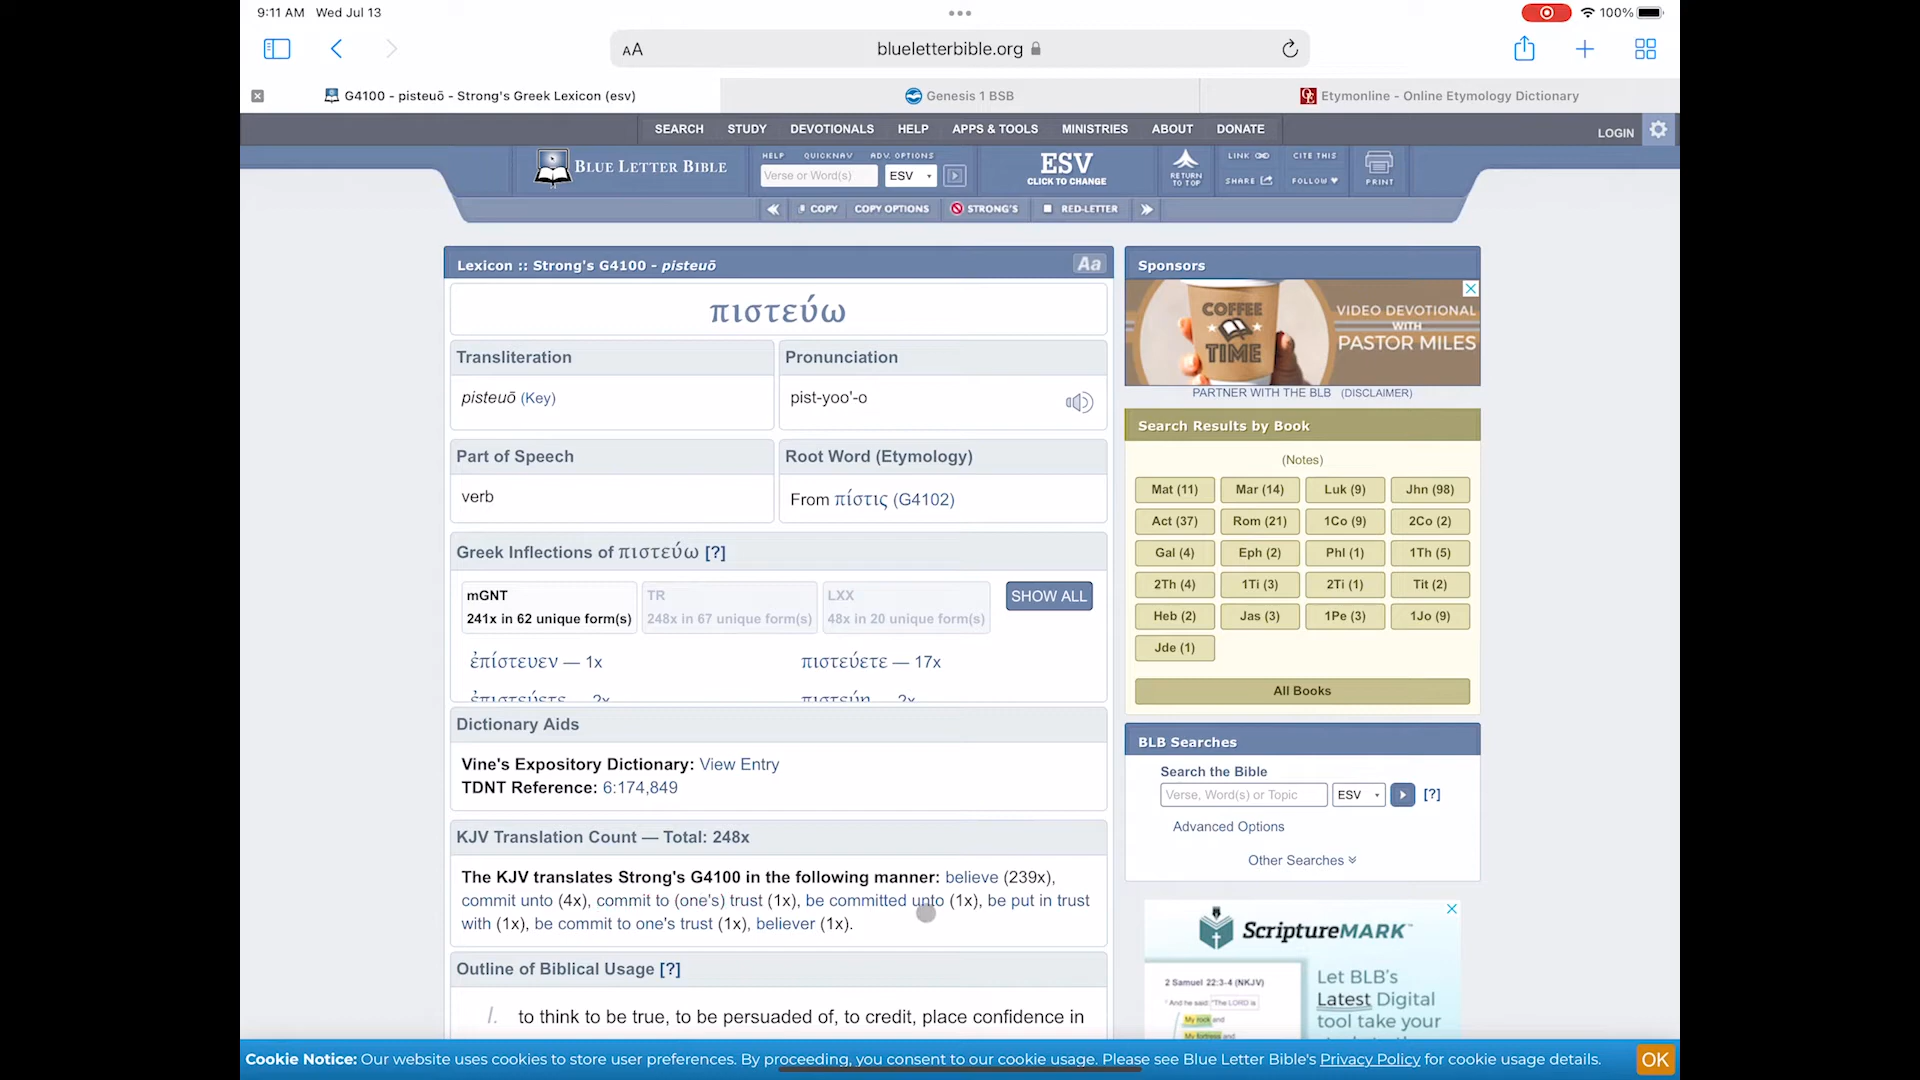 9:11 AM Wed Jul 13
100%
AA
blueletterbible.org
G4100 - pisteuō - Strong's Greek Lexicon (esv)
Genesis 1 BSB
Etymonline - Online Etymology Dictionary
SEARCH STUDY DEVOTIONALS HELP APPS & TOOLS MINISTRIES ABOUT DONATE
LOGIN
BLUE LETTER BIBLE
HELP QUICKNAV ADV. OPTIONS
Verse or Word(s) ESV
ESV
CLICK TO CHANGE
RETURN
TO TOP
LINK CITE THIS
SHARE FOLLOW
PRINT
COPY COPY OPTIONS STRONG'S RED-LETTER
Lexicon :: Strong's G4100 - pisteuō
Aa
πιστεύω
Transliteration
pisteuō (Key)
Pronunciation
pist-yoo'-o
Part of Speech
verb
Root Word (Etymology)
From πίστις (G4102)
Greek Inflections of πιστεύω [?]
mGNT
241x in 62 unique form(s)
TR
248x in 67 unique form(s)
LXX
48x in 20 unique form(s)
SHOW ALL
ἐπίστευεν — 1x
πιστεύετε — 17x
ἐπιστεύετε — 2x
πιστεύῃ — 2x
Dictionary Aids
Vine's Expository Dictionary: View Entry
TDNT Reference: 6:174,849
KJV Translation Count — Total: 248x
The KJV translates Strong's G4100 in the following manner: believe (239x),
commit unto (4x), commit to (one's) trust (1x), be committed unto (1x), be put in trust
with (1x), be commit to one's trust (1x), believer (1x).
Outline of Biblical Usage [?]
I. to think to be true, to be persuaded of, to credit, place confidence in
Sponsors
COFFEE
TIME
VIDEO DEVOTIONAL
WITH
PASTOR MILES
PARTNER WITH THE BLB (DISCLAIMER)
Search Results by Book
(Notes)
Mat (11) Mar (14) Luk (9) Jhn (98)
Act (37) Rom (21) 1Co (9) 2Co (2)
Gal (4) Eph (2) Phl (1) 1Th (5)
2Th (4) 1Ti (3) 2Ti (1) Tit (2)
Heb (2) Jas (3) 1Pe (3) 1Jo (9)
Jde (1)
All Books
BLB Searches
Search the Bible
Verse, Word(s) or Topic ESV [?]
Advanced Options
Other Searches
ScriptureMARK
2 Samuel 22:3-4 (NKJV)
And he said: "The LORD is
My rock and
My fortress and
Let BLB's
Latest Digital
tool take your
Cookie Notice: Our website uses cookies to store user preferences. By proceeding, you consent to our cookie usage. Please see Blue Letter Bible's Privacy Policy for cookie usage details.
OK